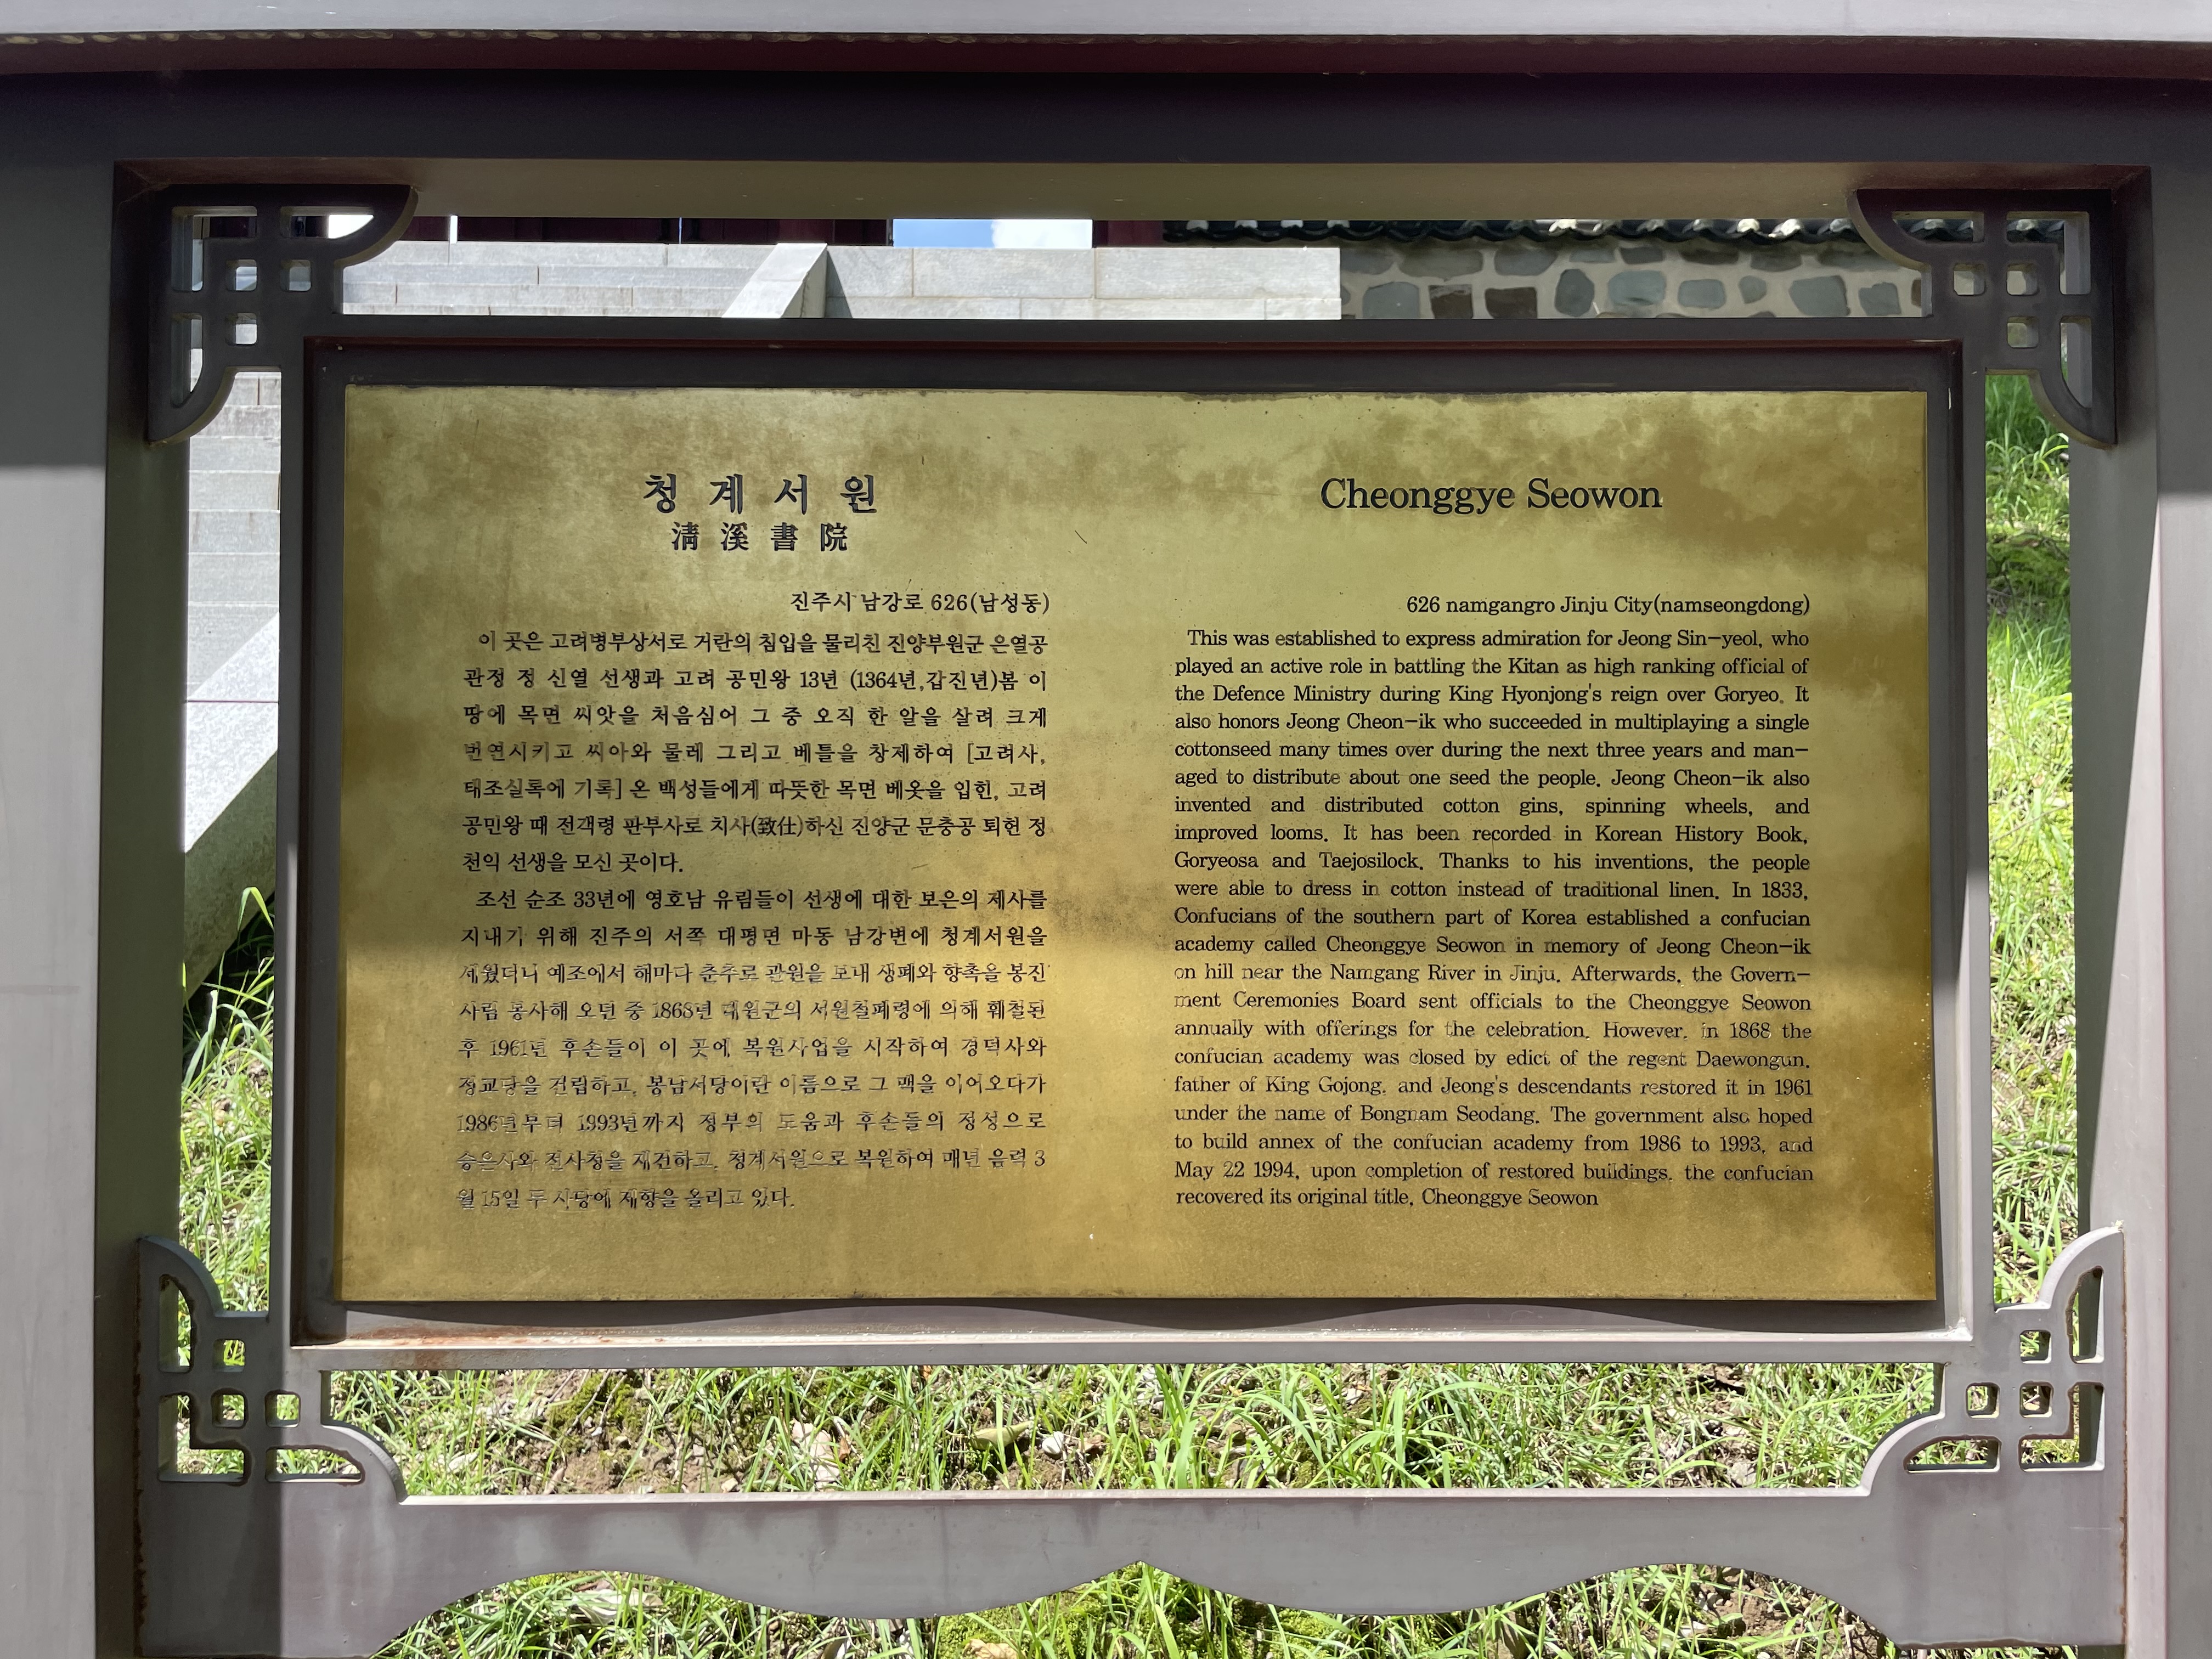 청계서원
淸溪書院
진주시 남강로 626(남성동)
이 곳은 고려병부상서로 거란의 침입을 물리친 진양부원군 은열공
관정 정 신열 선생과 고려 공민왕 13년 (1364년,갑진년)봄 이
땅에 목면 씨앗을 처음심어 그 중 오직 한 알을 살려 크게
번연시키고 씨아와 물레 그리고 베틀을 창제하여 [고려사,
태조실록에 기록] 온 백성들에게 따뜻한 목면 베옷을 입힌, 고려
공민왕 때 전객령 판부사로 치사(致仕)하신 진양군 문충공 퇴헌 정
천익 선생을 모신 곳이다.
조선 순조 33년에 영호남 유림들이 선생에 대한 보은의 제사를
지내기 위해 진주의 서쪽 대평면 마동 남강변에 청계서원을
세웠더니 예조에서 해마다 춘추로 관원을 보내 생폐와 향촉을 봉진
사림 봉사해 오던 중 1868년 대원군의 서원철폐령에 의해 훼철된
후 1961년 후손들이 이 곳에 복원사업을 시작하여 경덕사와
정교당을 건립하고, 봉남서당이란 이름으로 그 맥을 이어오다가
1986년부터 1993년까지 정부의 도움과 후손들의 정성으로
숭은사와 전사청을 재건하고, 청계서원으로 복원하여 매년 음력 3
월 15일 두 사당에 제향을 올리고 있다.
Cheonggye Seowon
626 namgangro Jinju City(namseongdong)
This was established to express admiration for Jeong Sin-yeol, who
played an active role in battling the Kitan as high ranking official of
the Defence Ministry during King Hyonjong's reign over Goryeo. It
also honors Jeong Cheon-ik who succeeded in multiplaying a single
cottonseed many times over during the next three years and man-
aged to distribute about one seed the people. Jeong Cheon-ik also
invented and distributed cotton gins, spinning wheels, and
improved looms. It has been recorded in Korean History Book,
Goryeosa and Taejosilock. Thanks to his inventions, the people
were able to dress in cotton instead of traditional linen. In 1833,
Confucians of the southern part of Korea established a confucian
academy called Cheonggye Seowon in memory of Jeong Cheon-ik
on hill near the Namgang River in Jinju. Afterwards, the Govern-
ment Ceremonies Board sent officials to the Cheonggye Seowon
annually with offerings for the celebration. However, in 1868 the
confucian academy was closed by edict of the regent Daewongun,
father of King Gojong, and Jeong's descendants restored it in 1961
under the name of Bongnam Seodang. The government also hoped
to build annex of the confucian academy from 1986 to 1993, and
May 22 1994, upon completion of restored buildings, the confucian
recovered its original title, Cheonggye Seowon